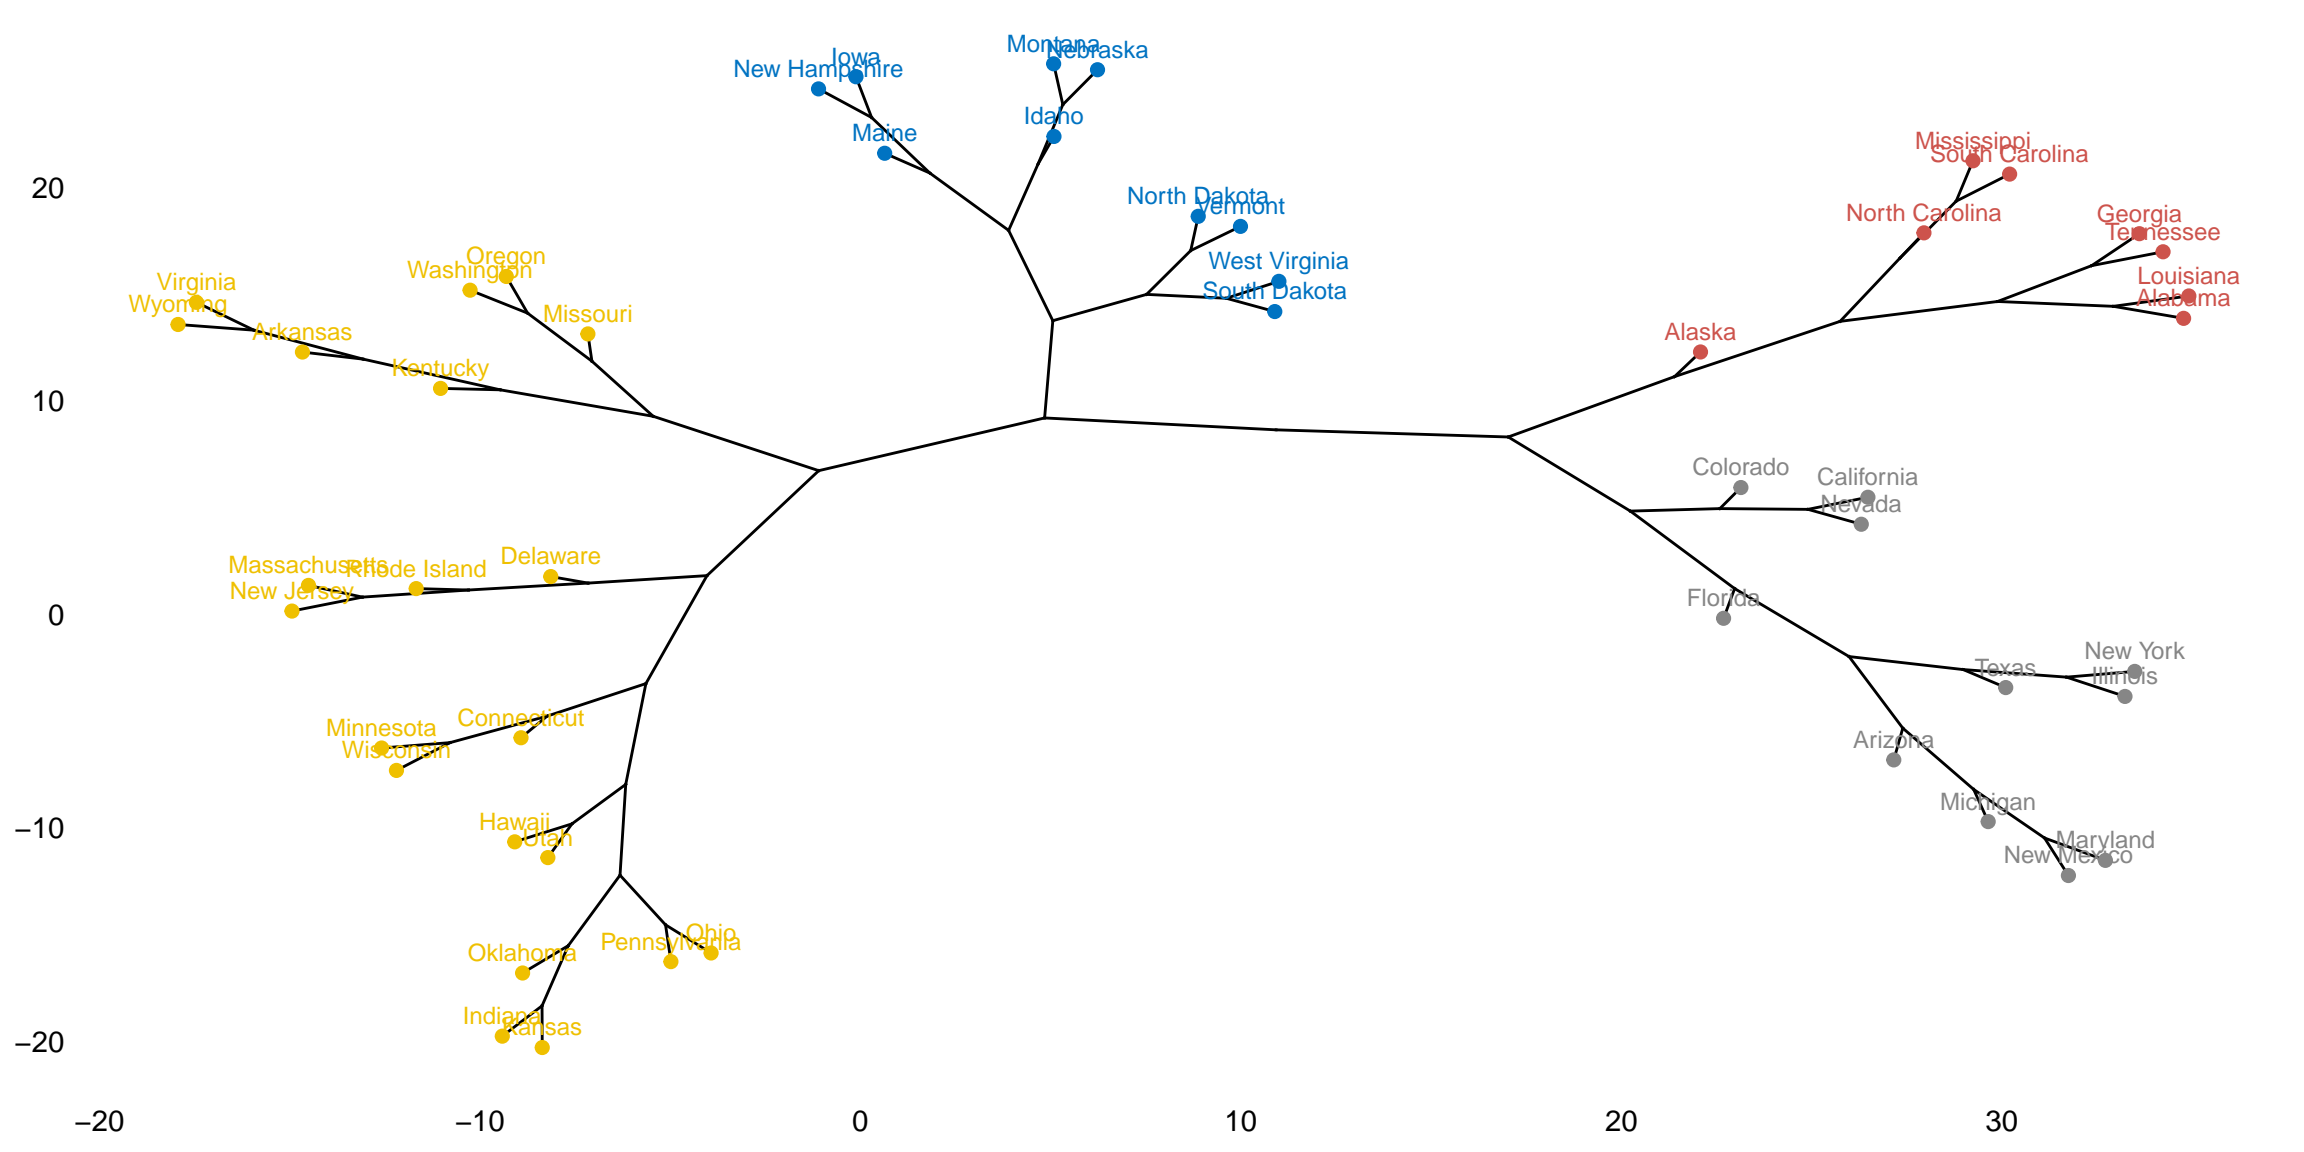 Montana
Nebraska
Iowa
New Hampshire
Idaho
Maine
Mississippi
South Carolina
20
North Dakota
Vermont
North Carolina
Georgia
Tennessee
Oregon
Washington
West Virginia
Louisiana
Virginia
South Dakota
Alabama
Wyoming
Missouri
Arkansas
Alaska
Kentucky
10
Colorado
California
Nevada
Delaware
Massachusetts
Rhode Island
New Jersey
Florida
0
New York
Texas
Illinois
Connecticut
Minnesota
Arizona
Wisconsin
Michigan
Hawaii
−10
Utah
Maryland
New Mexico
Ohio
Pennsylvania
Oklahoma
Indiana
Kansas
−20
−20 −10 0 10 20 30